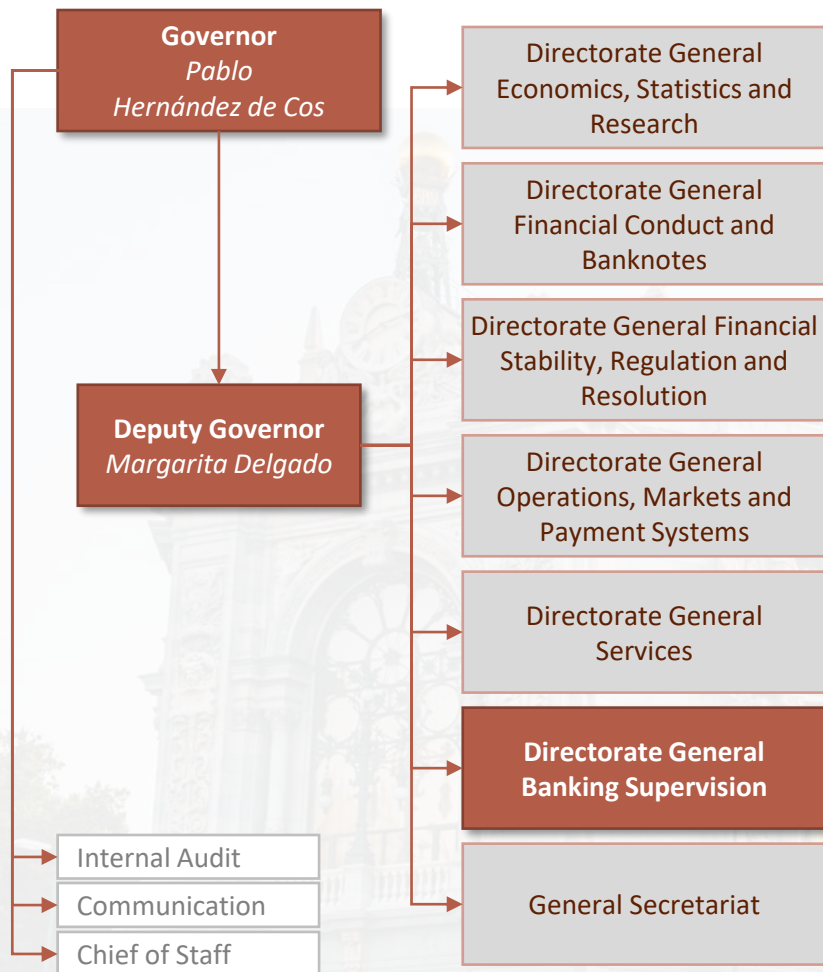 Governor
Pablo
Hernández de Cos
Deputy Governor
Margarita Delgado
Internal Audit
Communication
Chief of Staff
Directorate General
Economics, Statistics and
Research
Directorate General
Financial Conduct and
Banknotes
Directorate General Financial
Stability, Regulation and
Resolution
Directorate General
Operations, Markets and
Payment Systems
Directorate General
Services
Directorate General
Banking Supervision
General Secretariat